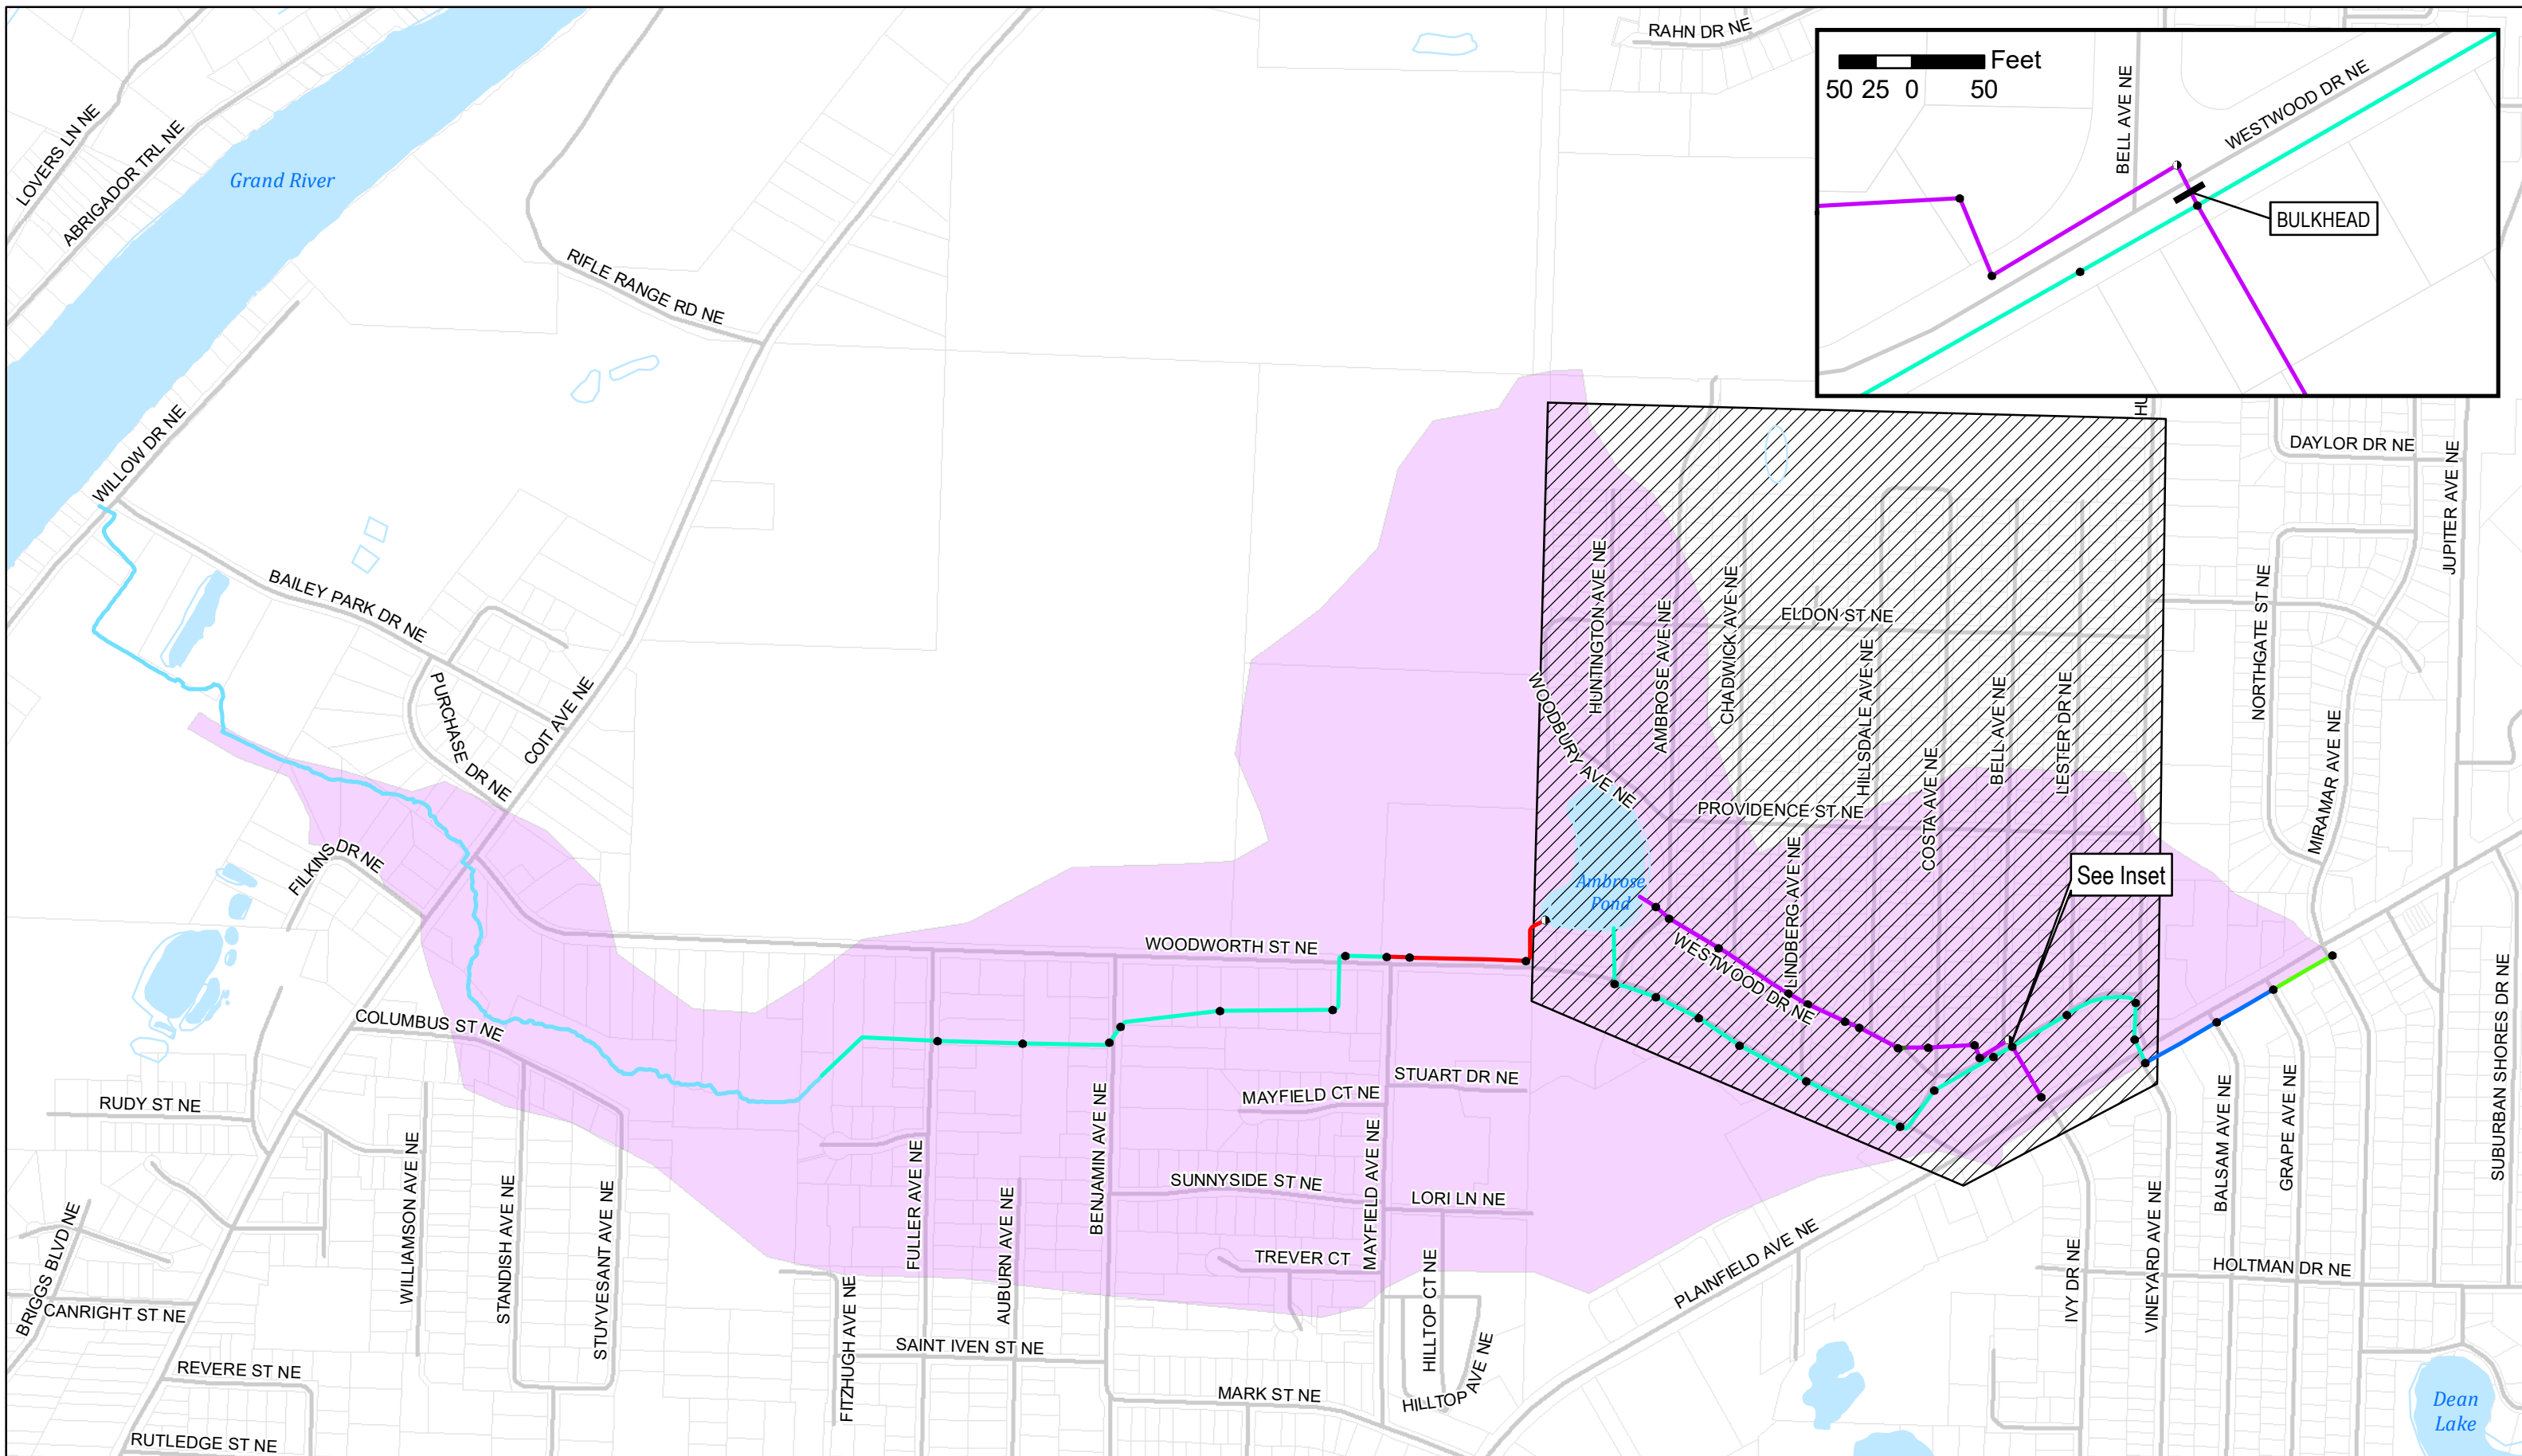 RAHN DR NE
Feet
50 25 0 50
BELL AVE NE
WESTWOOD DR NE
BULKHEAD
LOVERS LN NE
ABRIGADOR TRL NE
Grand River
RIFLE RANGE RD NE
WILLOW DR NE
BAILEY PARK DR NE
PURCHASE DR NE
COIT AVE NE
FILKINS DR NE
COLUMBUS ST NE
RUDY ST NE
WILLIAMSON AVE NE
STANDISH AVE NE
STUYVESANT AVE NE
BRIGGS BLVD NE
CANRIGHT ST NE
REVERE ST NE
RUTLEDGE ST NE
WOODWORTH ST NE
FULLER AVE NE
AUBURN AVE NE
BENJAMIN AVE NE
FITZHUGH AVE NE
SAINT IVEN ST NE
MARK ST NE
MAYFIELD CT NE
STUART DR NE
MAYFIELD AVE NE
SUNNYSIDE ST NE
LORI LN NE
TREVER CT
HILLTOP CT NE
HILLTOP AVE NE
PLAINFIELD AVE NE
WOODBURY AVE NE
HUNTINGTON AVE NE
AMBROSE AVE NE
CHADWICK AVE NE
ELDON ST NE
HILLSDALE AVE NE
PROVIDENCE ST NE
LINDBERG AVE NE
COSTA AVE NE
BELL AVE NE
LESTER DR NE
Ambrose
Pond
WESTWOOD DR NE
See Inset
HU
DAYLOR DR NE
JUPITER AVE NE
NORTHGATE ST NE
MIRAMAR AVE NE
SUBURBAN SHORES DR NE
BALSAM AVE NE
GRAPE AVE NE
IVY DR NE
VINEYARD AVE NE
HOLTMAN DR NE
Dean
Lake